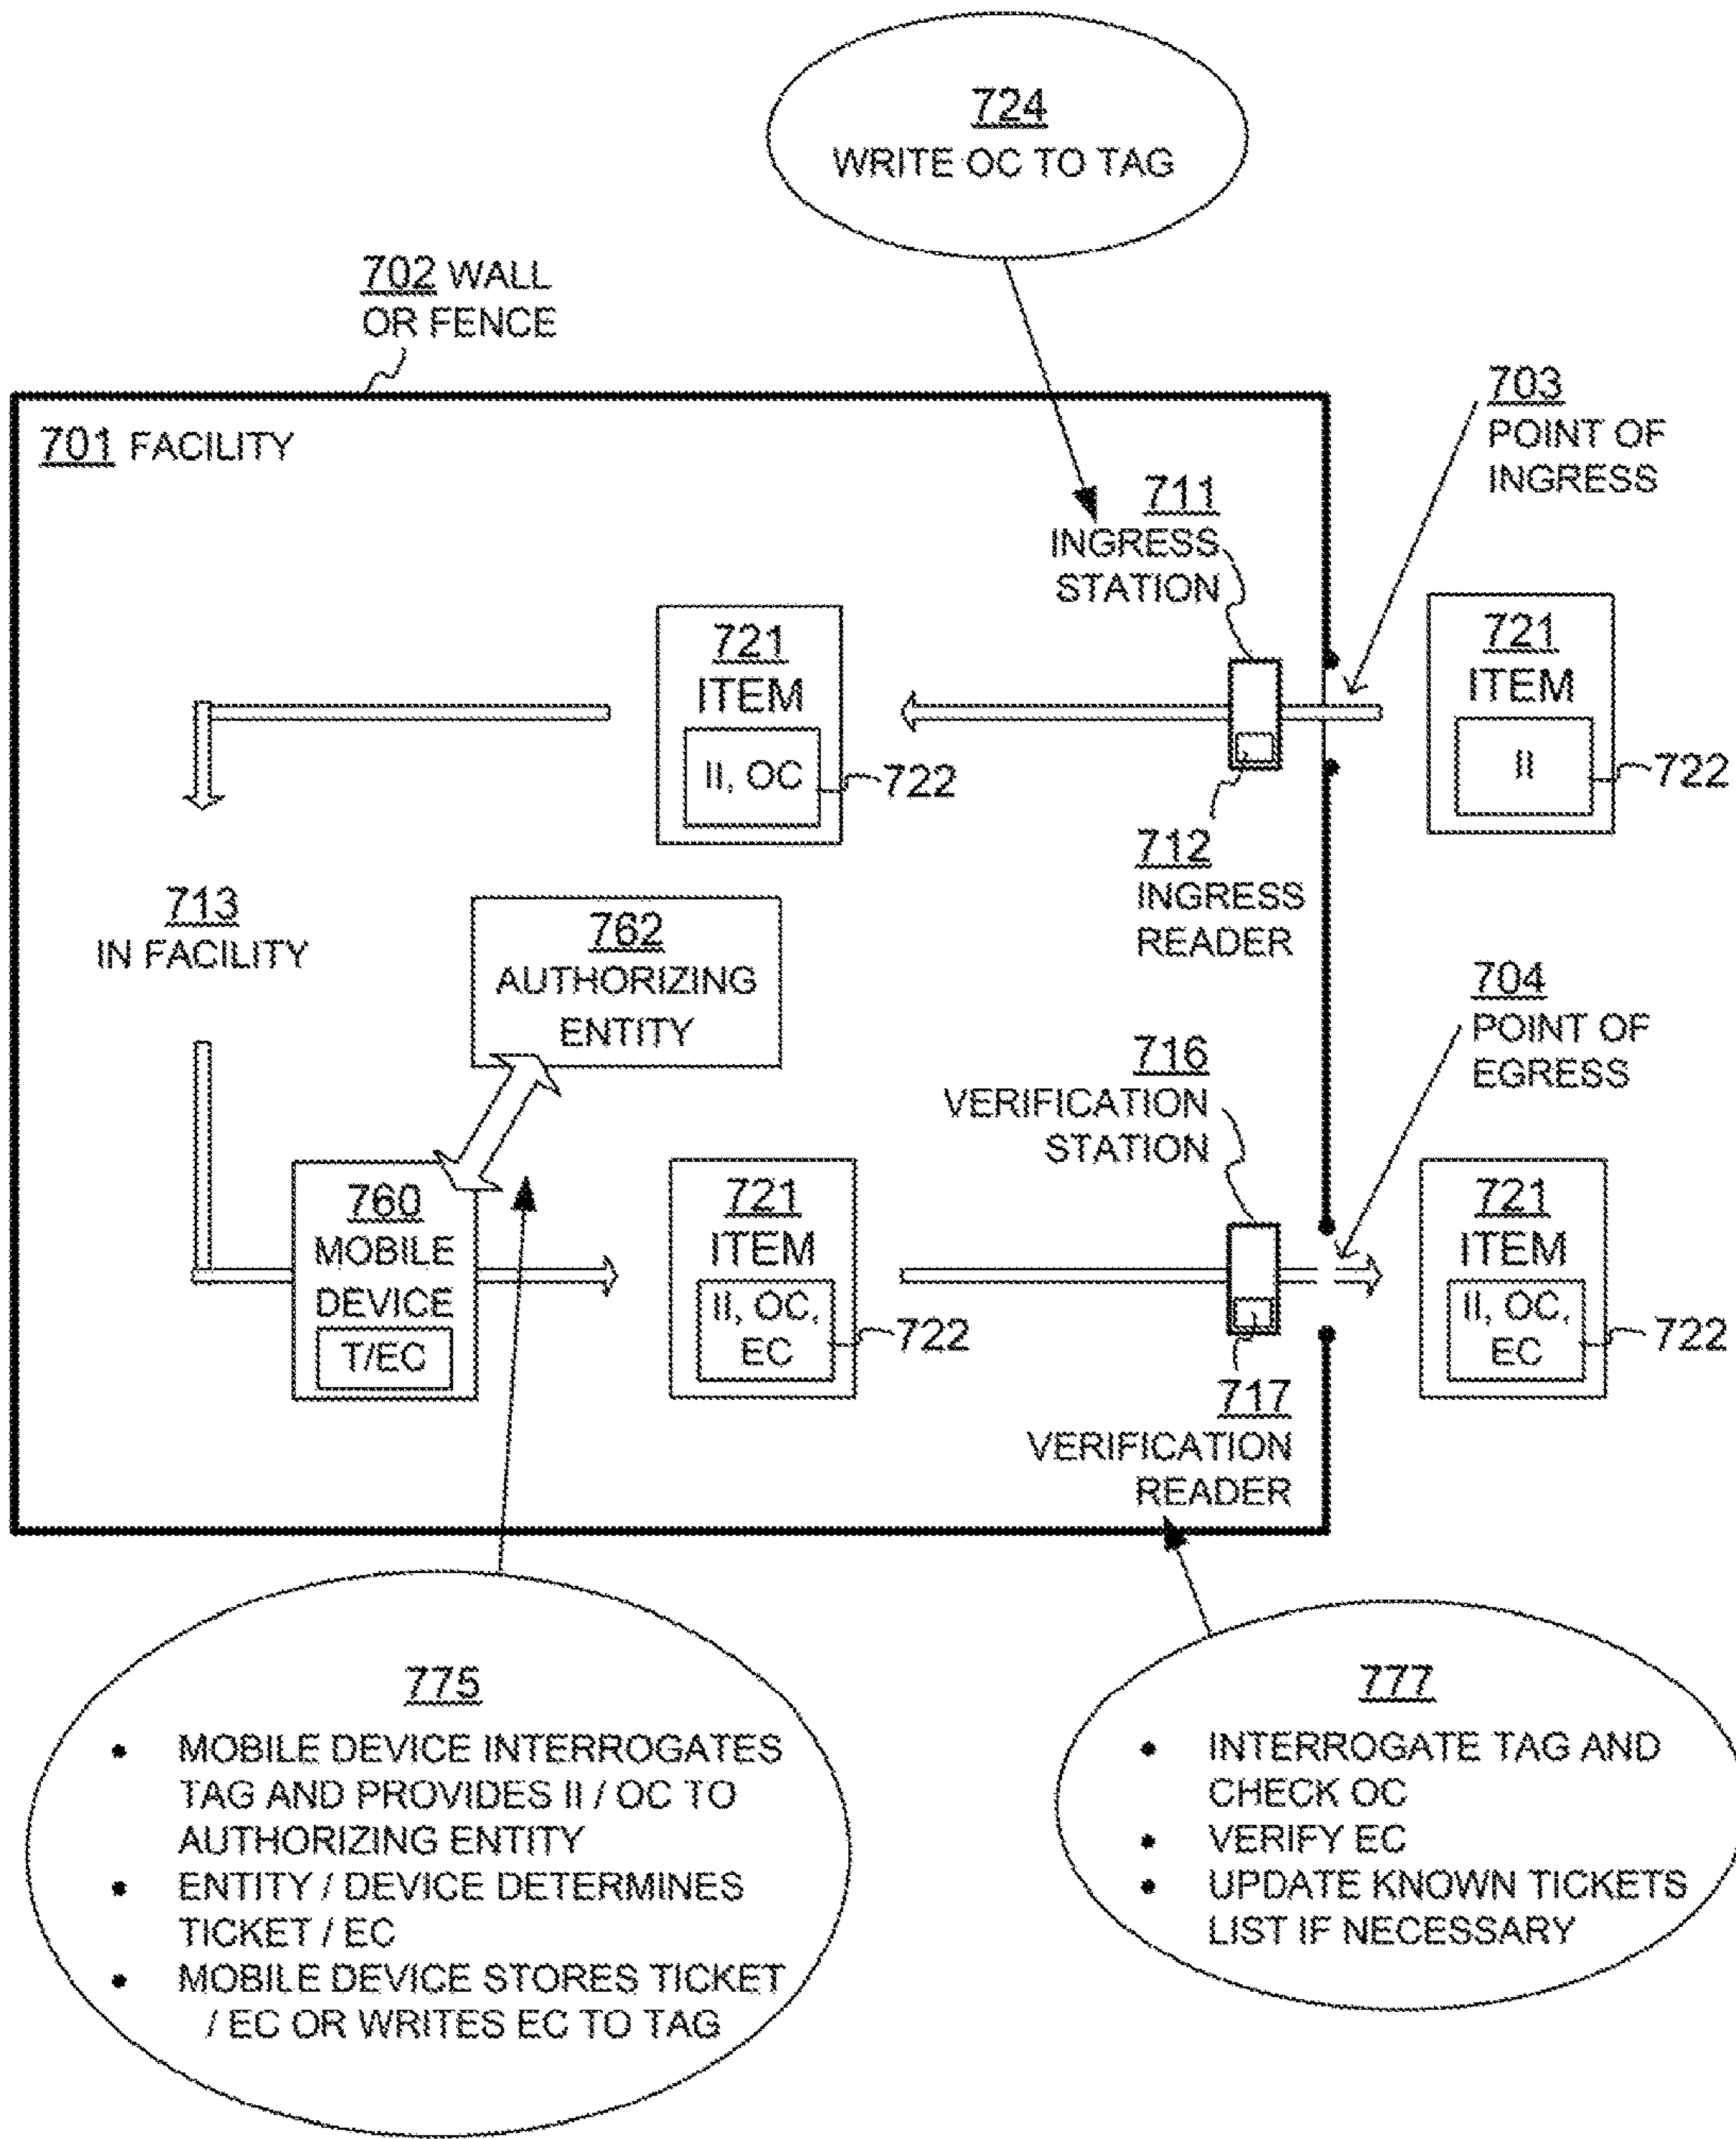 724
WRITE OC TO TAG
702 WALL
OR FENCE
703
POINT OF
INGRESS
701 FACILITY
711
INGRESS
STATION
721
ITEM
II, OC
722
721
ITEM
II
722
712
INGRESS
READER
713
IN FACILITY
762
AUTHORIZING
ENTITY
704
POINT OF
EGRESS
716
VERIFICATION
STATION
760
MOBILE
DEVICE
T/EC
721
ITEM
II, OC,
EC
722
721
ITEM
II, OC,
EC
722
717
VERIFICATION
READER
775
• MOBILE DEVICE INTERROGATES
TAG AND PROVIDES II / OC TO
AUTHORIZING ENTITY
• ENTITY / DEVICE DETERMINES
TICKET / EC
• MOBILE DEVICE STORES TICKET
/ EC OR WRITES EC TO TAG
777
• INTERROGATE TAG AND
CHECK OC
• VERIFY EC
• UPDATE KNOWN TICKETS
LIST IF NECESSARY